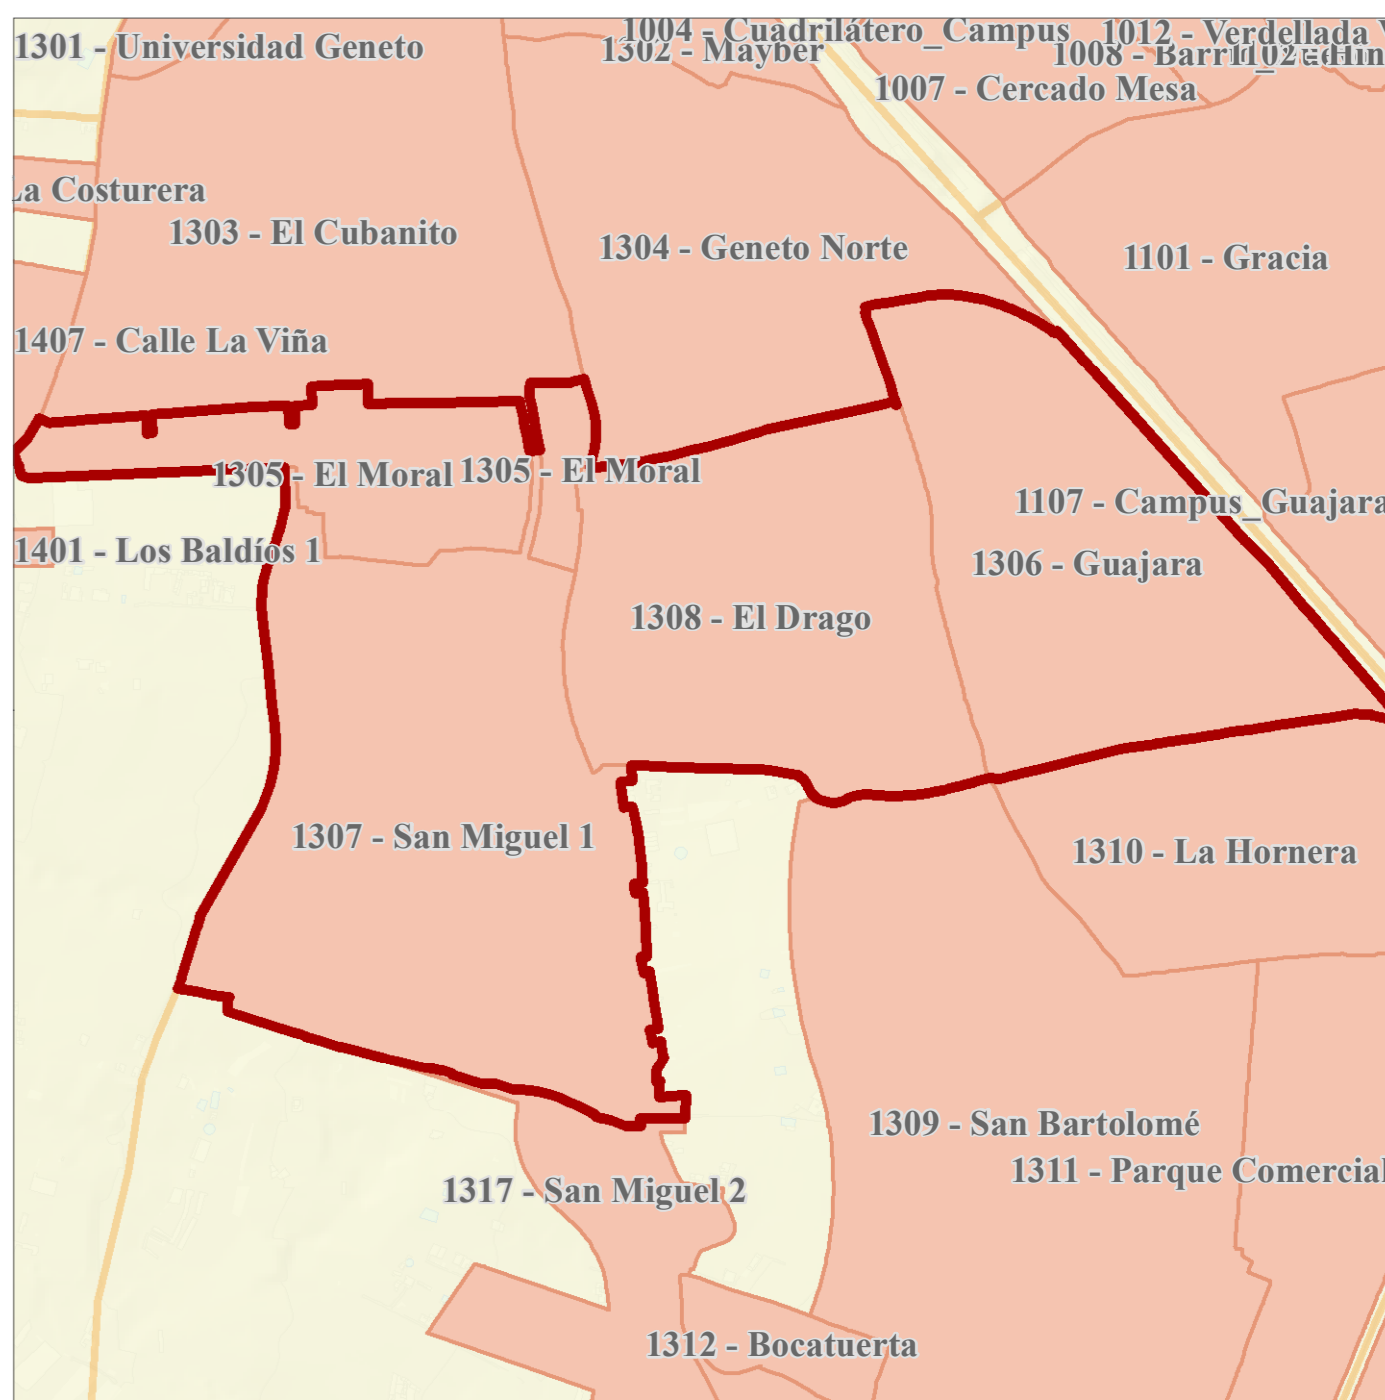 1004 - Cuadrilátero_Campus
1012 - Verdellada
1301 - Universidad Geneto
1302 - Mayber
1007 - Cercado Mesa
La Costurera
1303 - El Cubanito
1304 - Geneto Norte
1101 - Gracia
1407 - Calle La Viña
1305 - El Moral
1305 - El Moral
1107 - Campus_Guajara
1401 - Los Baldíos 1
1306 - Guajara
1308 - El Drago
1307 - San Miguel 1
1310 - La Hornera
1309 - San Bartolomé
1311 - Parque Comercial
1317 - San Miguel 2
1312 - Bocatuerta